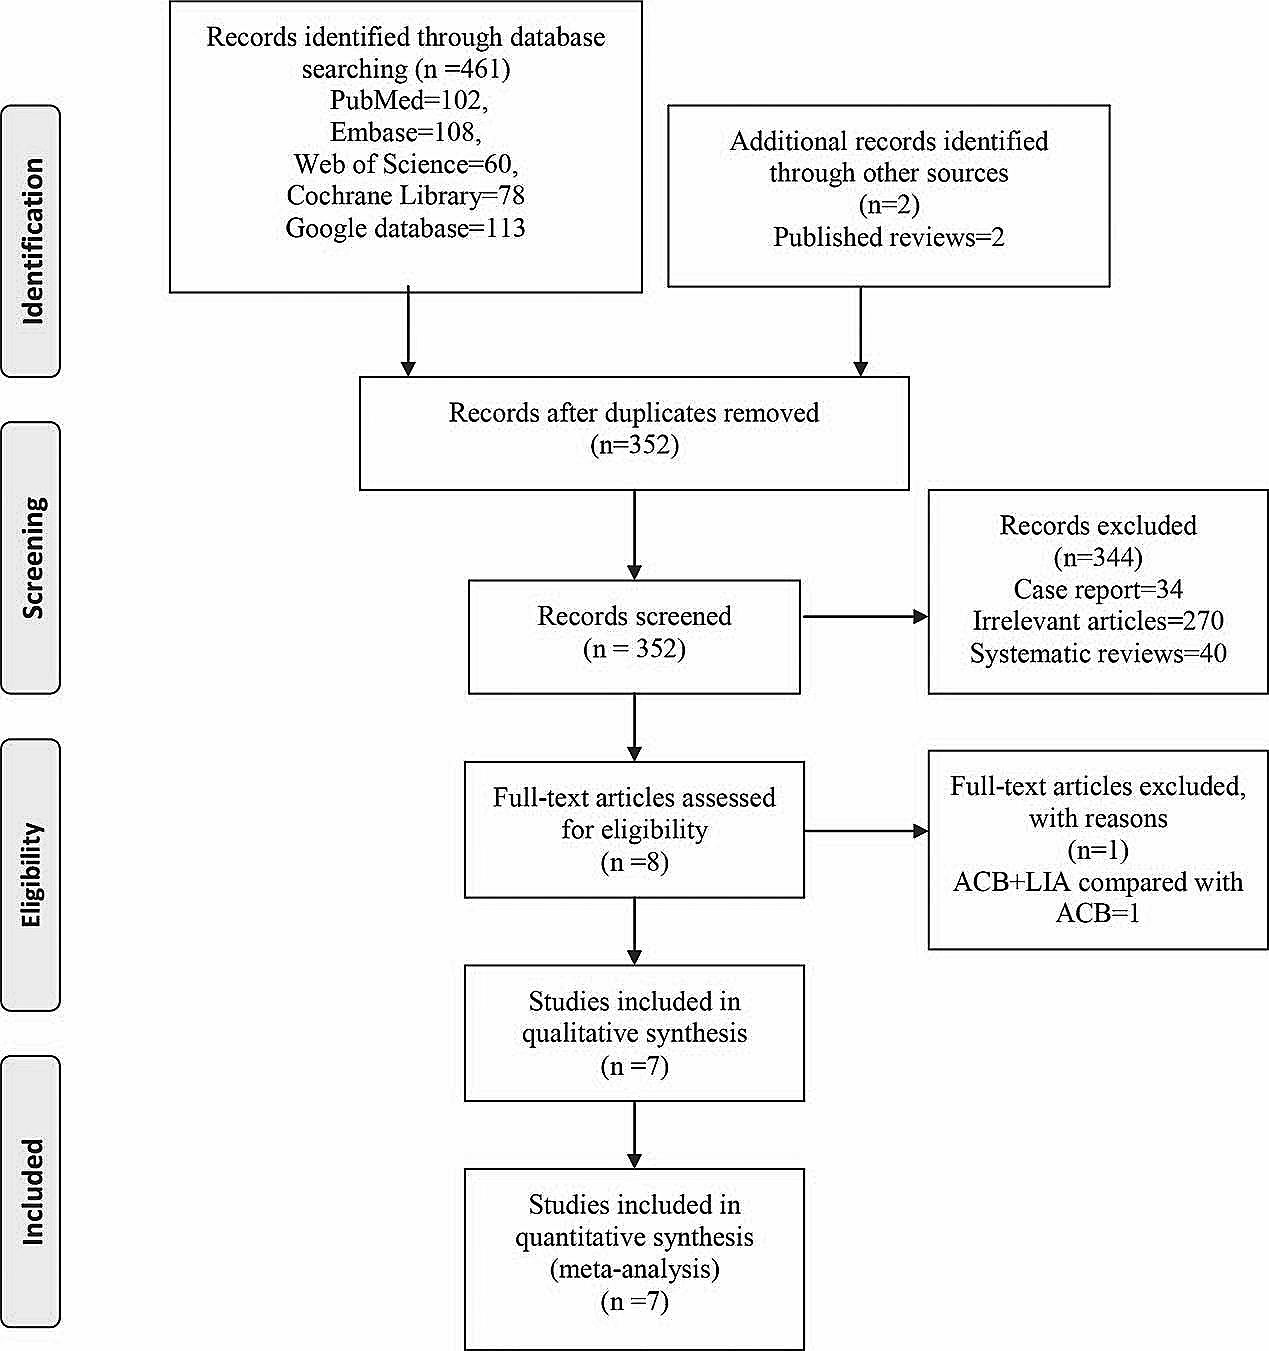 Records identified through database
searching (n =461)
PubMed=102,
Embase=108,
Web of Science=60,
Cochrane Library=78
Google database=113
Additional records identified
through other sources
(n=2)
Published reviews=2
Identification
Records after duplicates removed
(n=352)
Screening
Records screened
(n = 352)
Records excluded
(n=344)
Case report=34
Irrelevant articles=270
Systematic reviews=40
Eligibility
Full-text articles assessed
for eligibility
(n =8)
Full-text articles excluded,
with reasons
(n=1)
ACB+LIA compared with
ACB=1
Studies included in
qualitative synthesis
(n =7)
Included
Studies included in
quantitative synthesis
(meta-analysis)
(n =7)